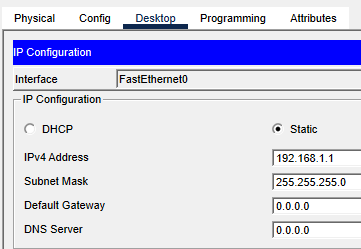 Physical Config Desktop Programming Attributes
IP Configuration
Interface FastEthernet0
IP Configuration
DHCP Static
IPv4 Address 192.168.1.1
Subnet Mask 255.255.255.0
Default Gateway 0.0.0.0
DNS Server 0.0.0.0